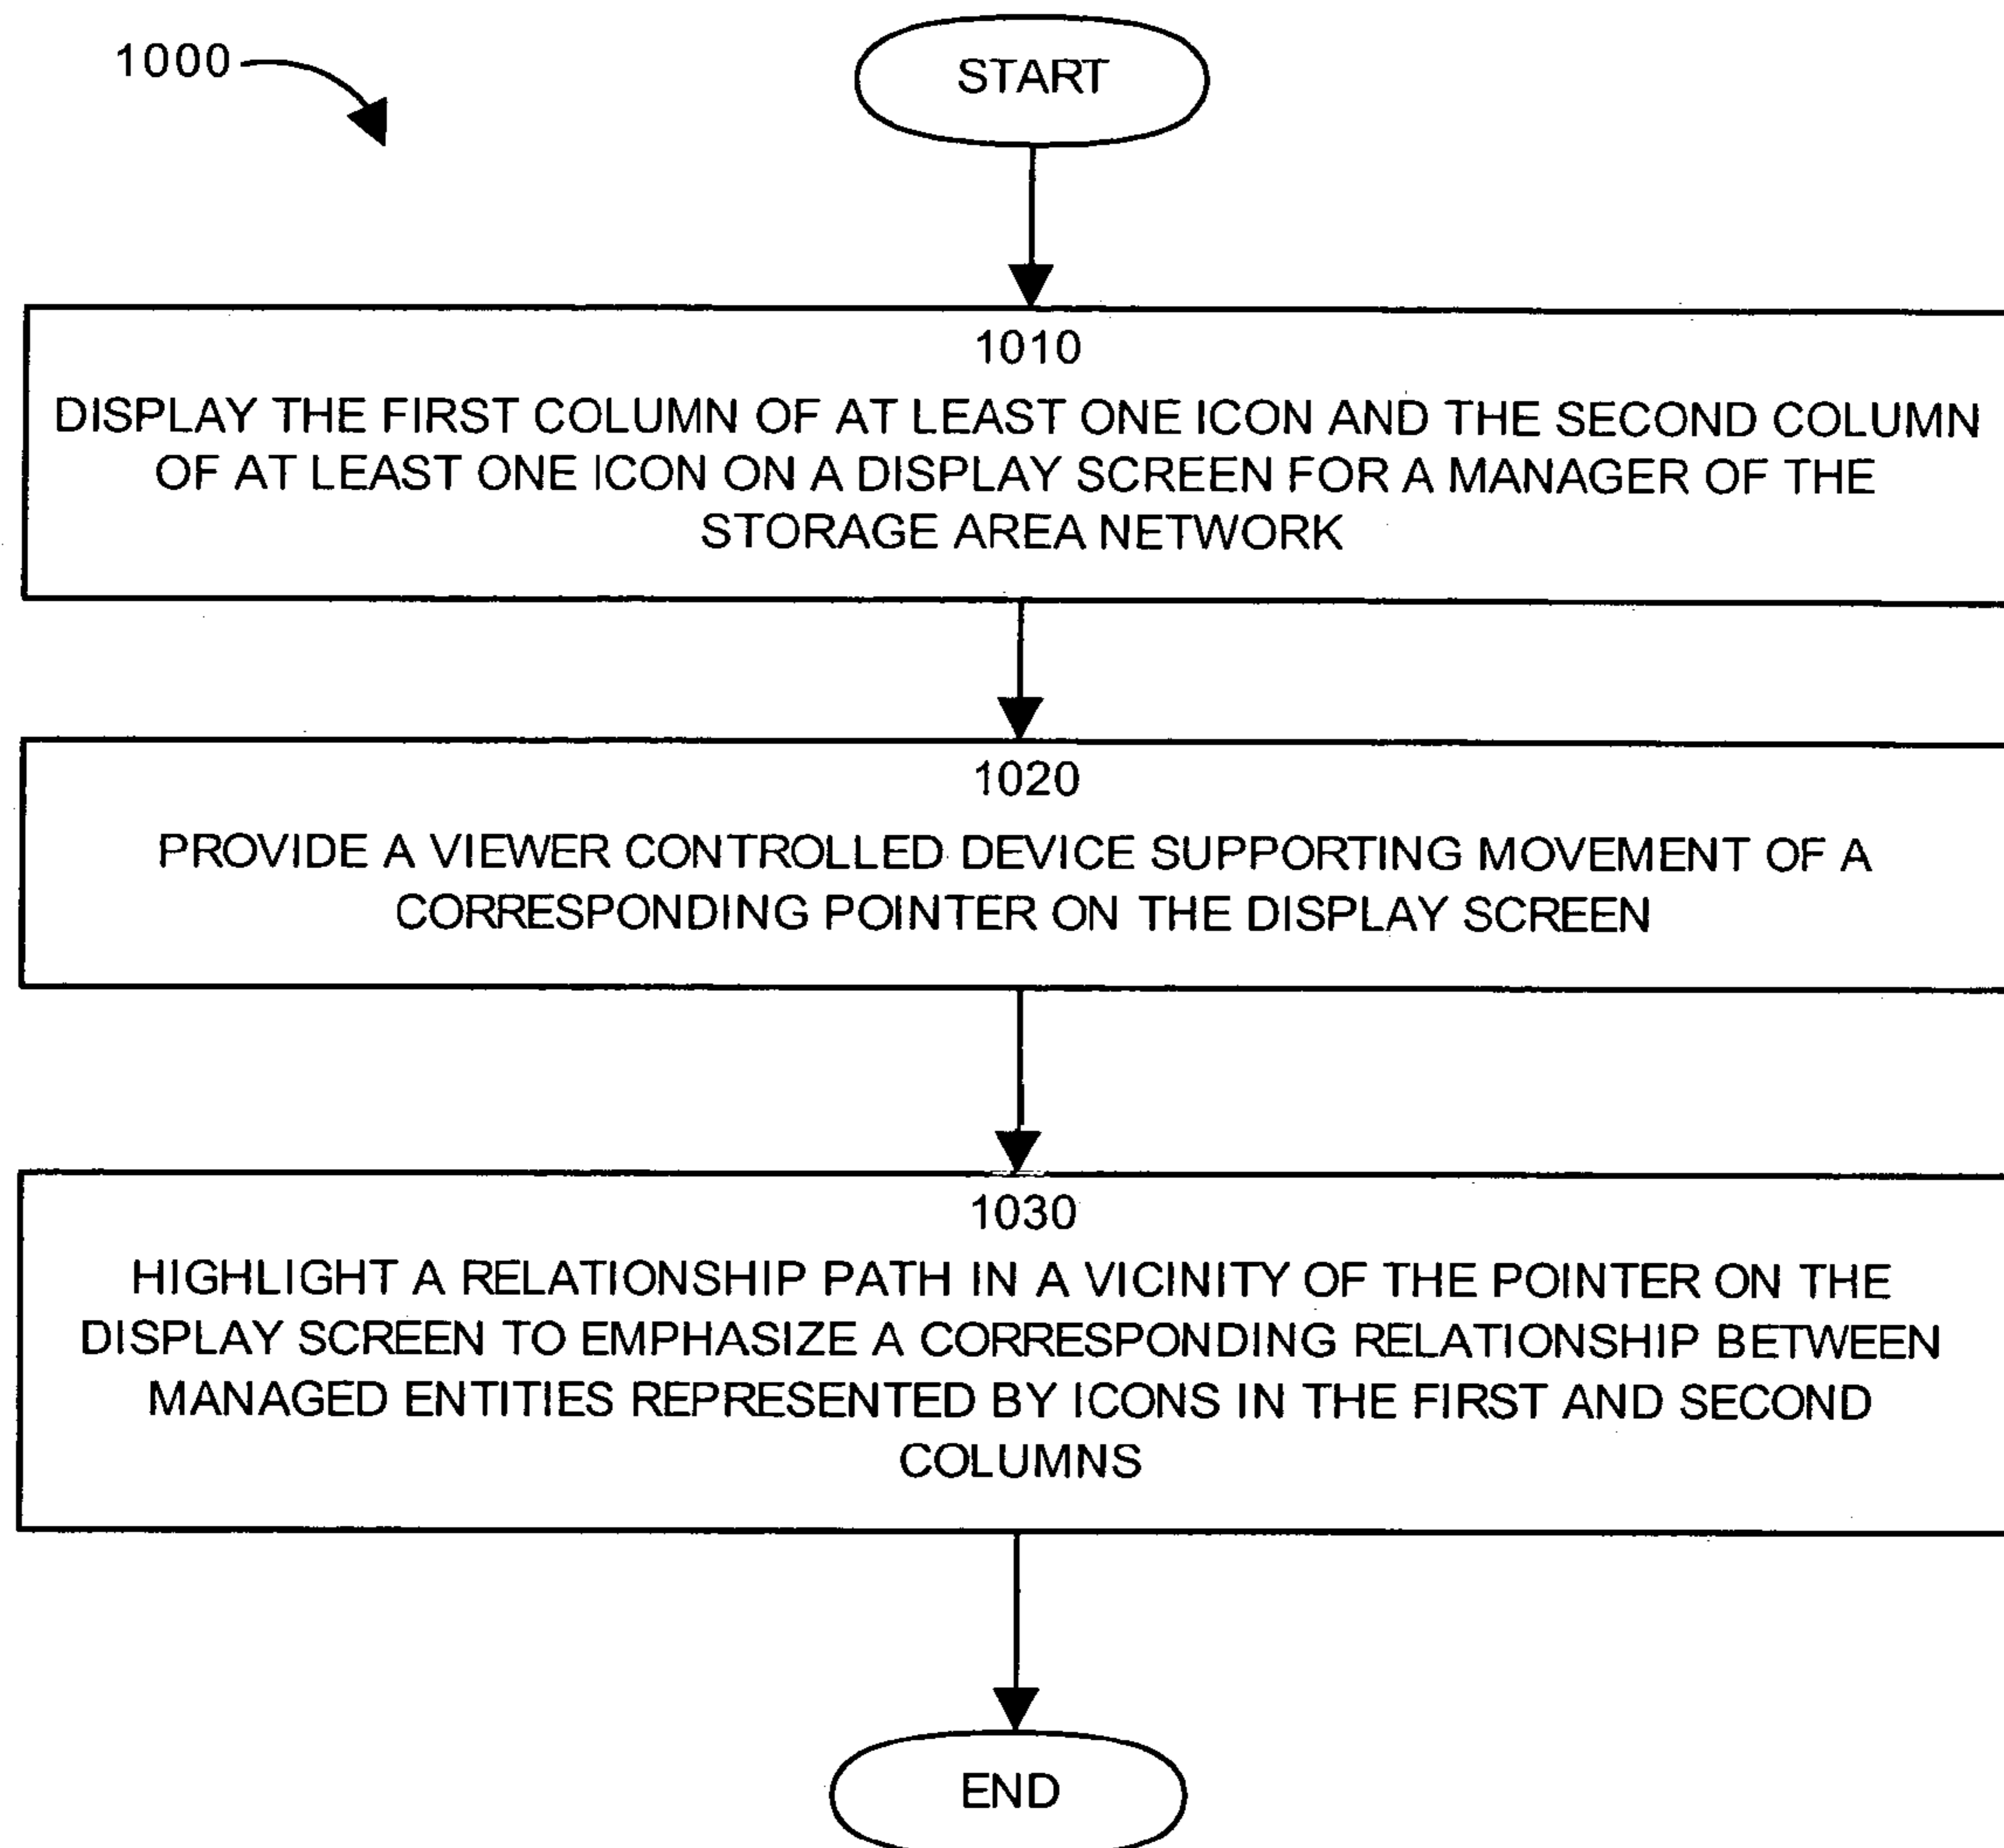 1000
START
1010
DISPLAY THE FIRST COLUMN OF AT LEAST ONE ICON AND THE SECOND COLUMN
OF AT LEAST ONE ICON ON A DISPLAY SCREEN FOR A MANAGER OF THE
STORAGE AREA NETWORK
1020
PROVIDE A VIEWER CONTROLLED DEVICE SUPPORTING MOVEMENT OF A
CORRESPONDING POINTER ON THE DISPLAY SCREEN
1030
HIGHLIGHT A RELATIONSHIP PATH IN A VICINITY OF THE POINTER ON THE
DISPLAY SCREEN TO EMPHASIZE A CORRESPONDING RELATIONSHIP BETWEEN
MANAGED ENTITIES REPRESENTED BY ICONS IN THE FIRST AND SECOND
COLUMNS
END